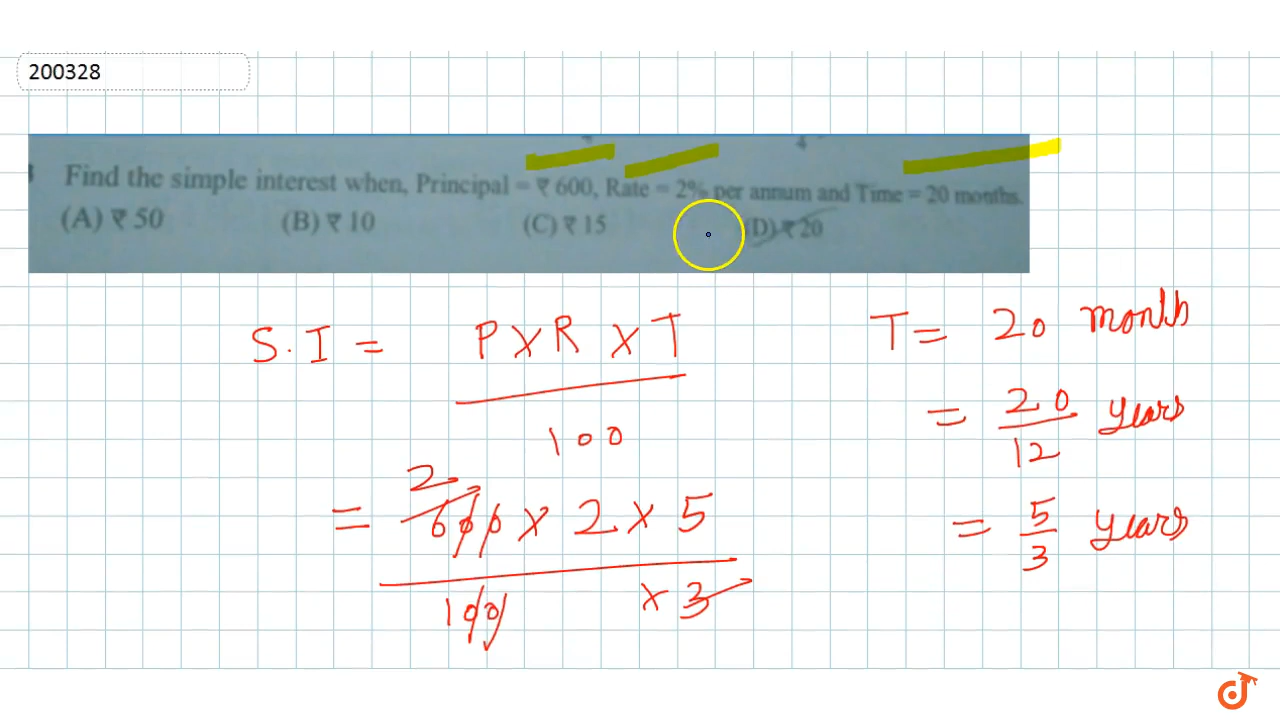 200328
Find the simple interest when, Principal = ₹ 600, Rate = 2% per annum and Time = 20 months.
(A) ₹ 50 (B) ₹ 10 (C) ₹ 15 (D) ₹ 20
S.I = P × R × T / 100
= 600 × 2 × 5 / 100 × 3
2
T = 20 month
= 20/12 years
= 5/3 years